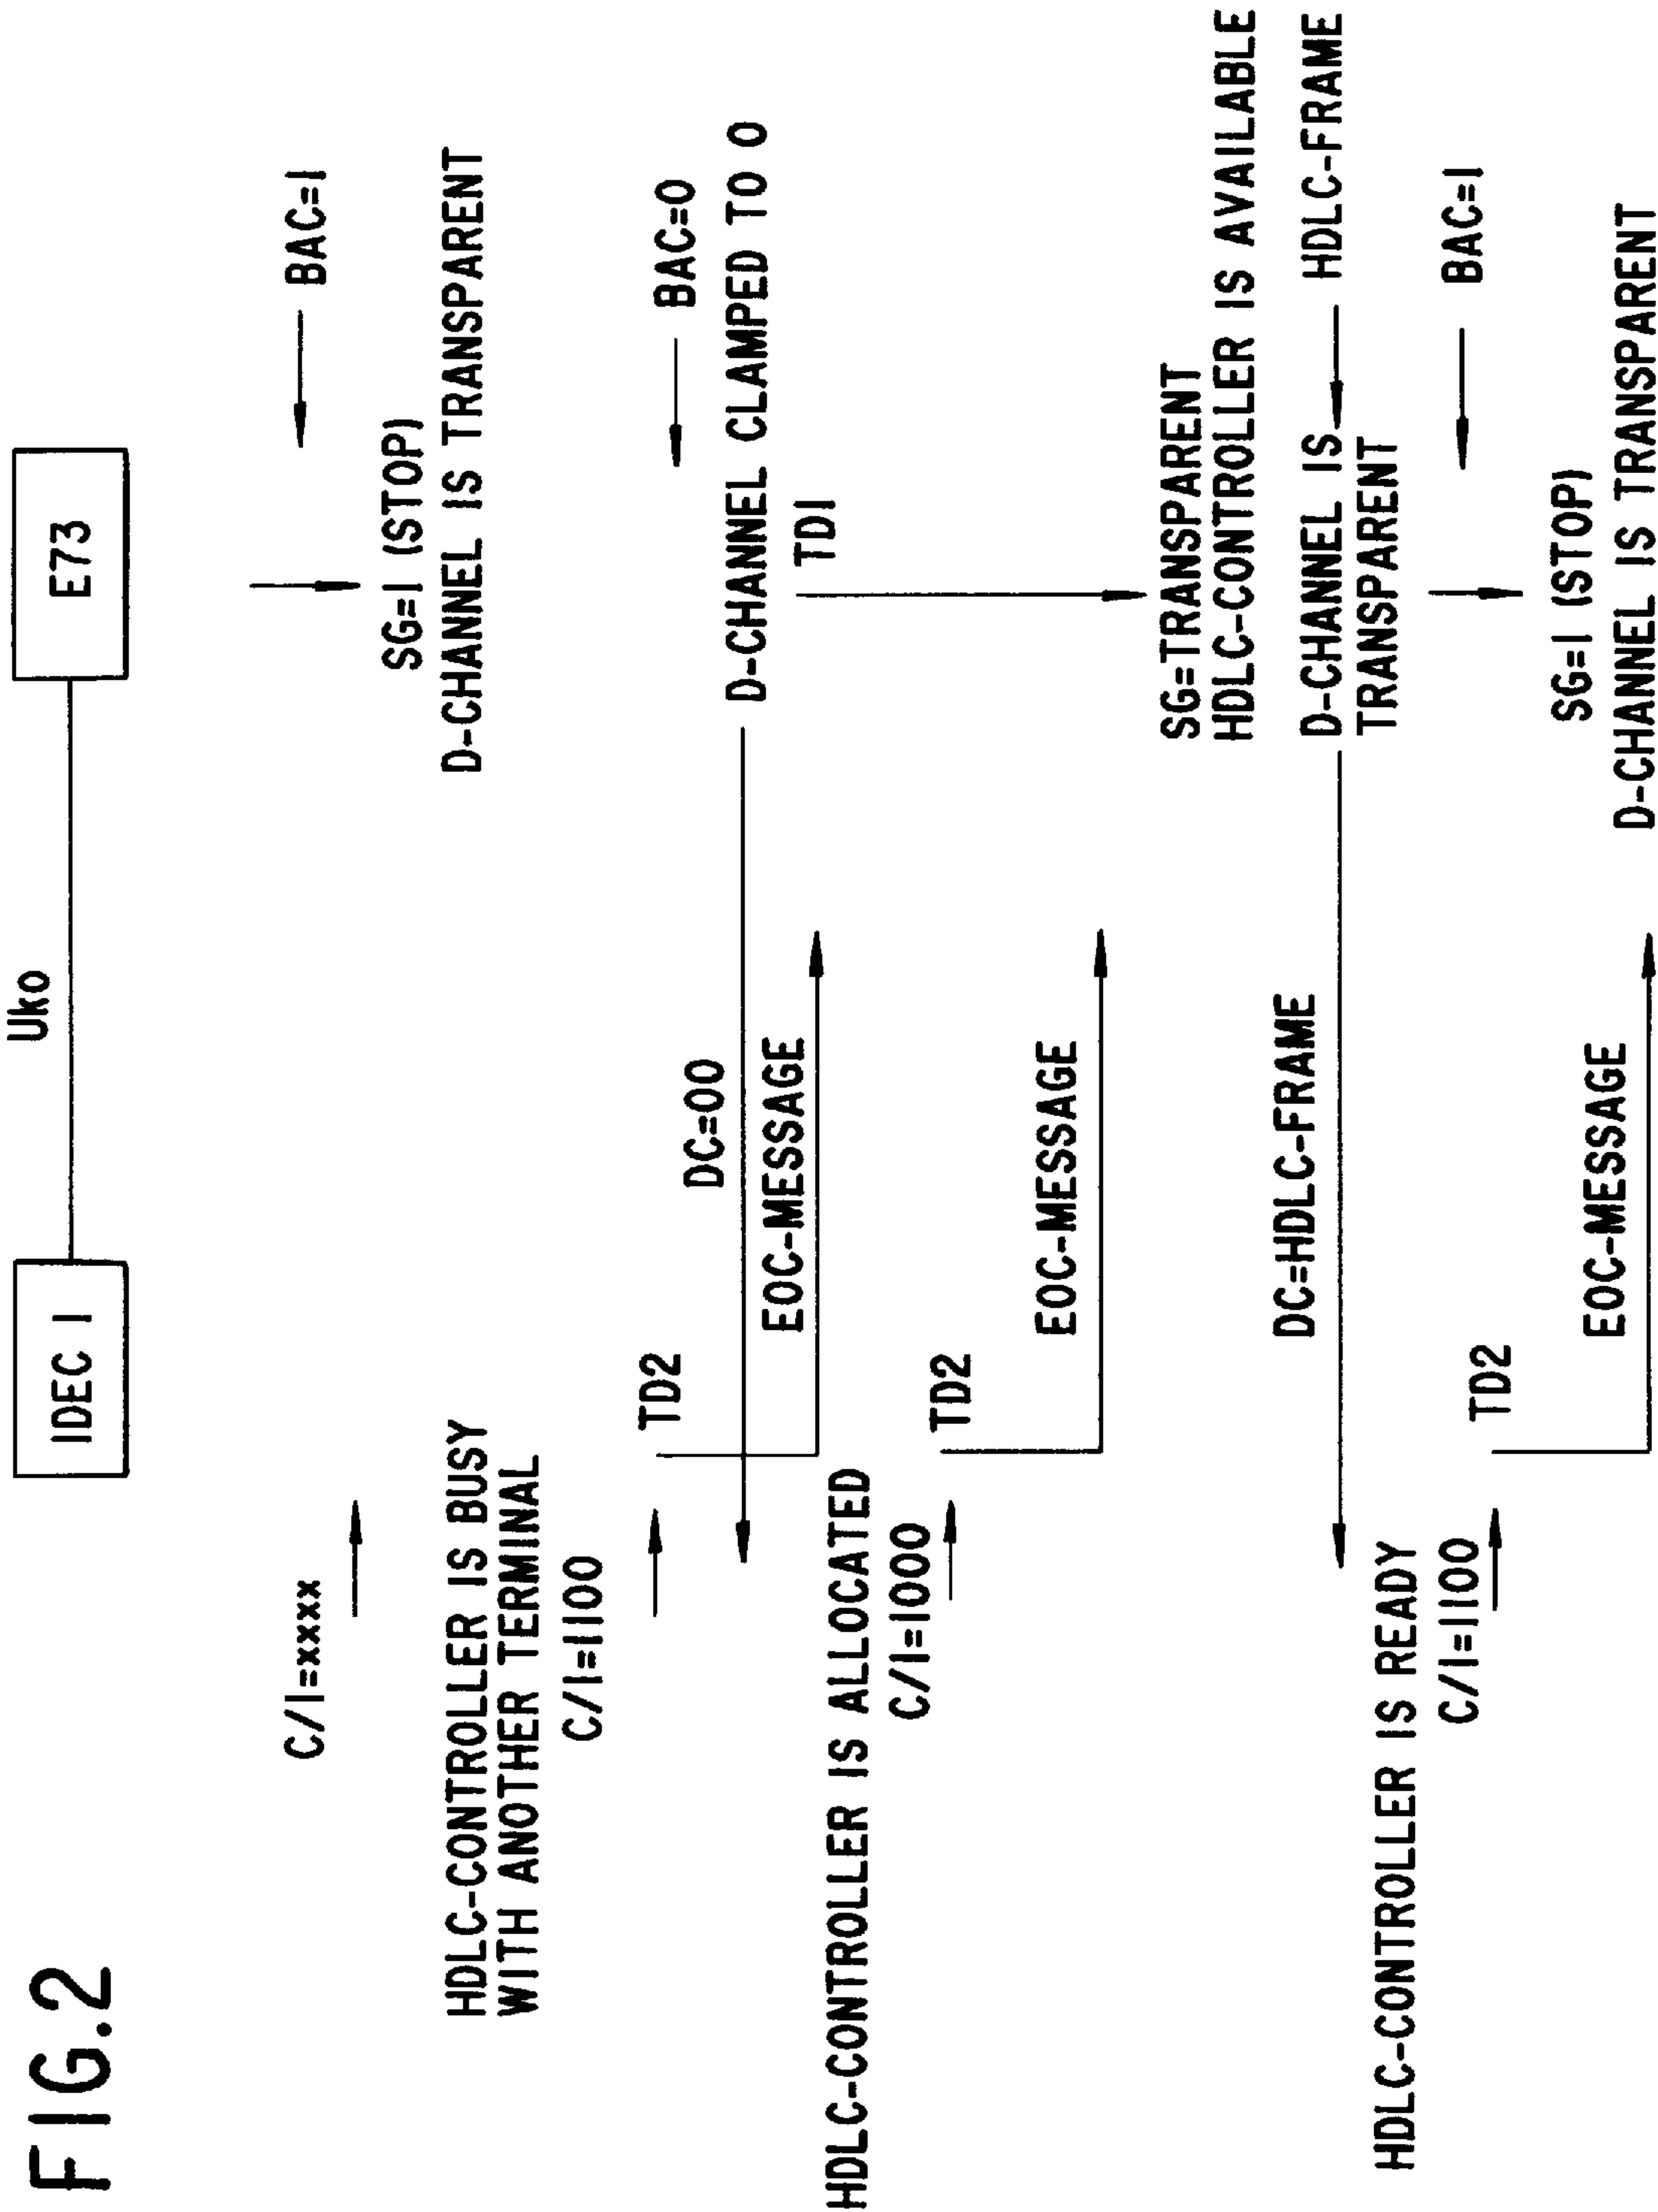 FIG.2
IDEC 1
Uko
E73
C/I=xxxx
BAC=1
SG=1 (STOP)
D-CHANNEL IS TRANSPARENT
HDLC-CONTROLLER IS BUSY
WITH ANOTHER TERMINAL
C/I=1100
TD2
BAC=0
DC=00
D-CHANNEL CLAMPED TO 0
EOC-MESSAGE
TD1
HDLC-CONTROLLER IS ALLOCATED
C/I=1000
TD2
EOC-MESSAGE
SG=TRANSPARENT
HDLC-CONTROLLER IS AVAILABLE
DC=HDLC-FRAME
D-CHANNEL IS
TRANSPARENT
HDLC-FRAME
HDLC-CONTROLLER IS READY
C/I=1100
TD2
BAC=1
EOC-MESSAGE
SG=1 (STOP)
D-CHANNEL IS TRANSPARENT